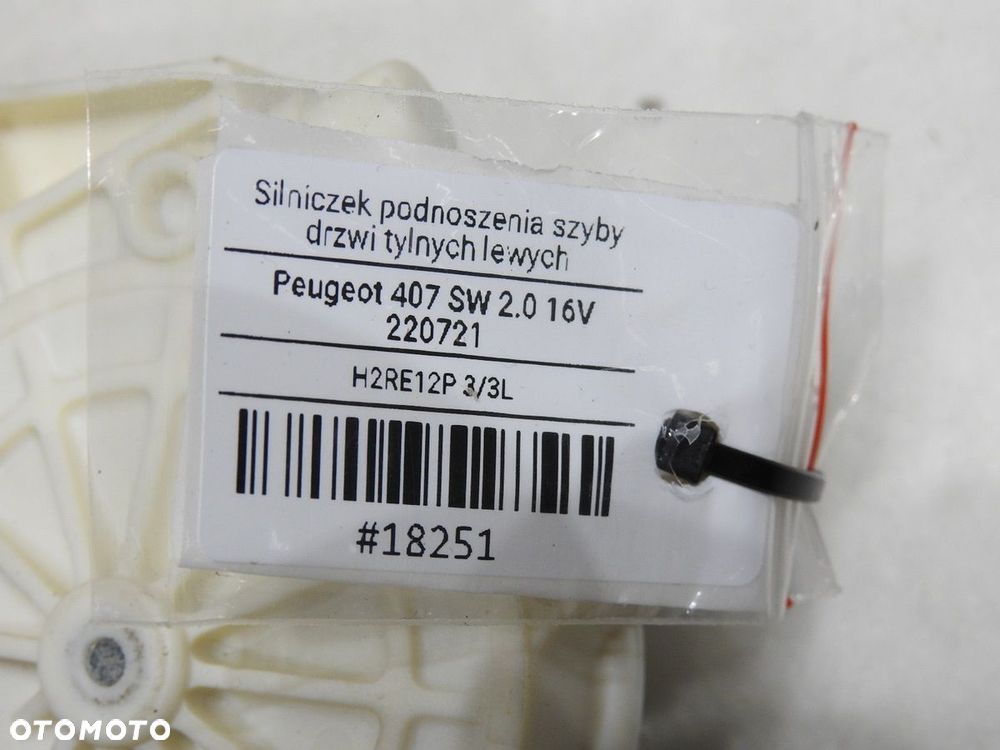 Silniczek podnoszenia szyby
drzwi tylnych lewych
Peugeot 407 SW 2.0 16V
220721
H2RE12P 3/3L
#18251
OTOMOTO